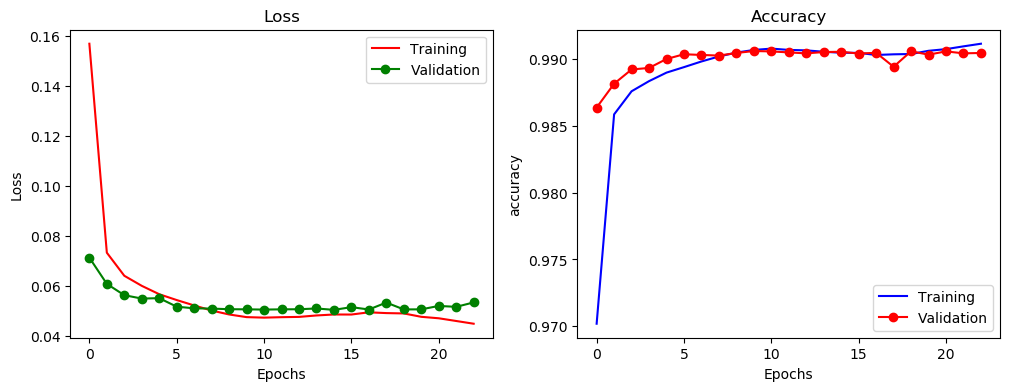 Loss
0.16
0.14
0.12
0.10
0.08
0.06
0.04
Loss
Training
Validation
0 5 10 15 20
Epochs
Accuracy
0.990
0.985
0.980
0.975
0.970
accuracy
Training
Validation
0 5 10 15 20
Epochs